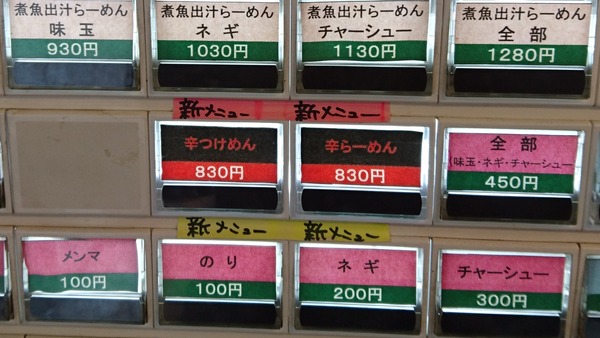 煮魚出汁らーめん
味玉
930円
煮魚出汁らーめん
ネギ
1030円
煮魚出汁らーめん
チャーシュー
1130円
煮魚出汁らーめん
全部
1280円
新メニュー
新メニュー
辛つけめん
830円
辛らーめん
830円
全部
(味玉・ネギ・チャーシュー
450円
新メニュー
新メニュー
メンマ
100円
のり
100円
ネギ
200円
チャーシュー
300円